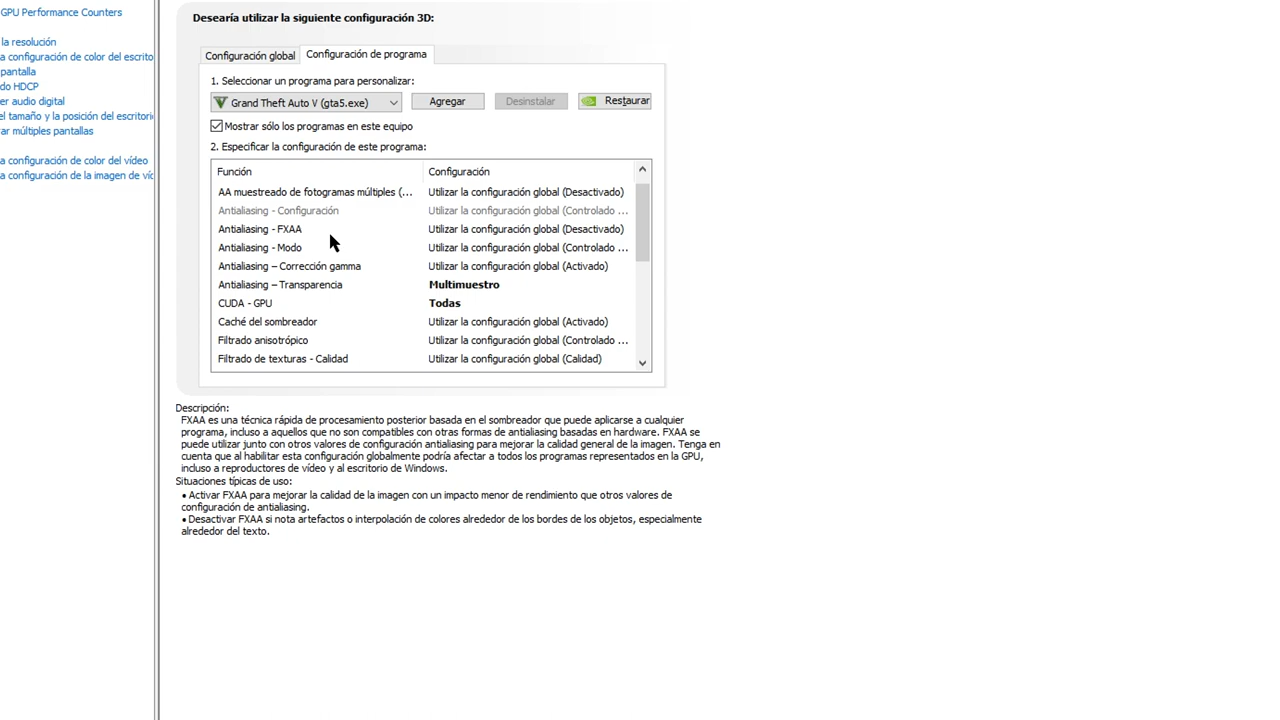 GPU Performance Counters
la resolución
a configuración de color del escrito
pantalla
do HDCP
er audio digital
el tamaño y la posición del escritorio
ar múltiples pantallas
a configuración de color del vídeo
a configuración de la imagen de víd
Desearía utilizar la siguiente configuración 3D:
Configuración global
Configuración de programa
1. Seleccionar un programa para personalizar:
Grand Theft Auto V (gta5.exe)
Agregar
Desinstalar
Restaurar
Mostrar sólo los programas en este equipo
2. Especificar la configuración de este programa:
Función Configuración
AA muestreado de fotogramas múltiples (... Utilizar la configuración global (Desactivado)
Antialiasing - Configuración Utilizar la configuración global (Controlado ...
Antialiasing - FXAA Utilizar la configuración global (Desactivado)
Antialiasing - Modo Utilizar la configuración global (Controlado ...
Antialiasing – Corrección gamma Utilizar la configuración global (Activado)
Antialiasing – Transparencia Multimuestro
CUDA - GPU Todas
Caché del sombreador Utilizar la configuración global (Activado)
Filtrado anisotrópico Utilizar la configuración global (Controlado ...
Filtrado de texturas - Calidad Utilizar la configuración global (Calidad)
Descripción:
FXAA es una técnica rápida de procesamiento posterior basada en el sombreador que puede aplicarse a cualquier
programa, incluso a aquellos que no son compatibles con otras formas de antialiasing basadas en hardware. FXAA se
puede utilizar junto con otros valores de configuración antialiasing para mejorar la calidad general de la imagen. Tenga en
cuenta que al habilitar esta configuración globalmente podría afectar a todos los programas representados en la GPU,
incluso a reproductores de vídeo y al escritorio de Windows.
Situaciones típicas de uso:
• Activar FXAA para mejorar la calidad de la imagen con un impacto menor de rendimiento que otros valores de
configuración de antialiasing.
• Desactivar FXAA si nota artefactos o interpolación de colores alrededor de los bordes de los objetos, especialmente
alrededor del texto.